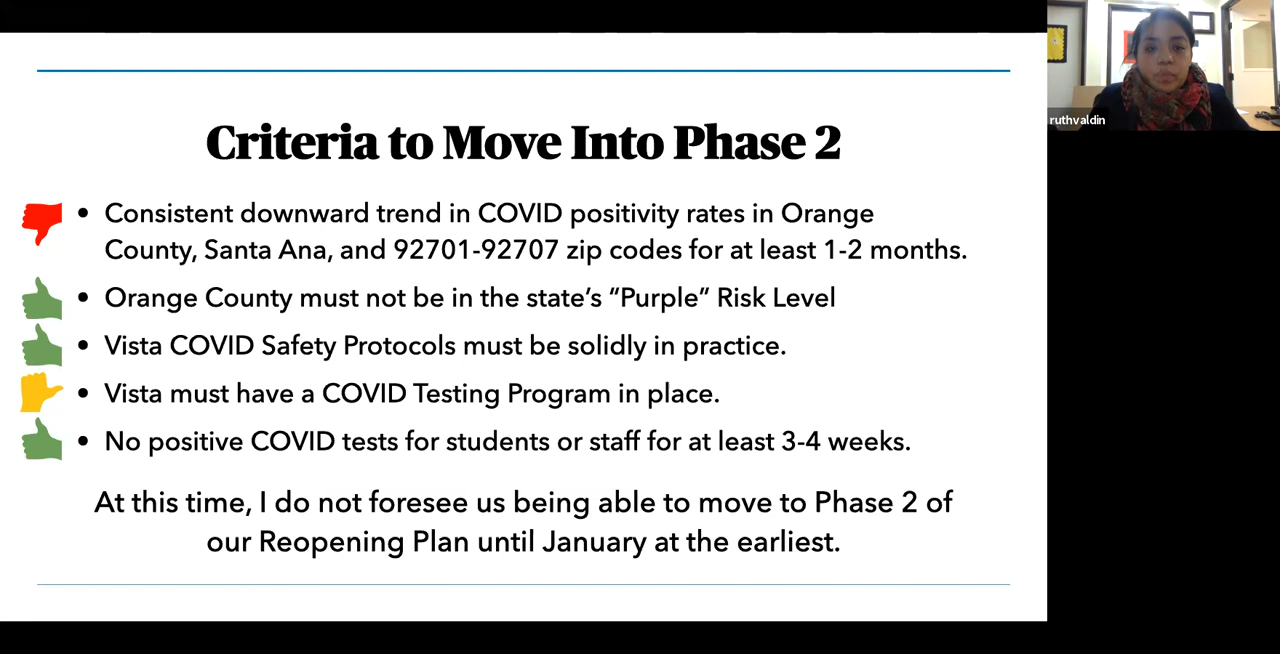 Criteria to Move Into Phase 2
• Consistent downward trend in COVID positivity rates in Orange
County, Santa Ana, and 92701-92707 zip codes for at least 1-2 months.
• Orange County must not be in the state’s “Purple” Risk Level
• Vista COVID Safety Protocols must be solidly in practice.
• Vista must have a COVID Testing Program in place.
• No positive COVID tests for students or staff for at least 3-4 weeks.
At this time, I do not foresee us being able to move to Phase 2 of
our Reopening Plan until January at the earliest.
ruthvaldin